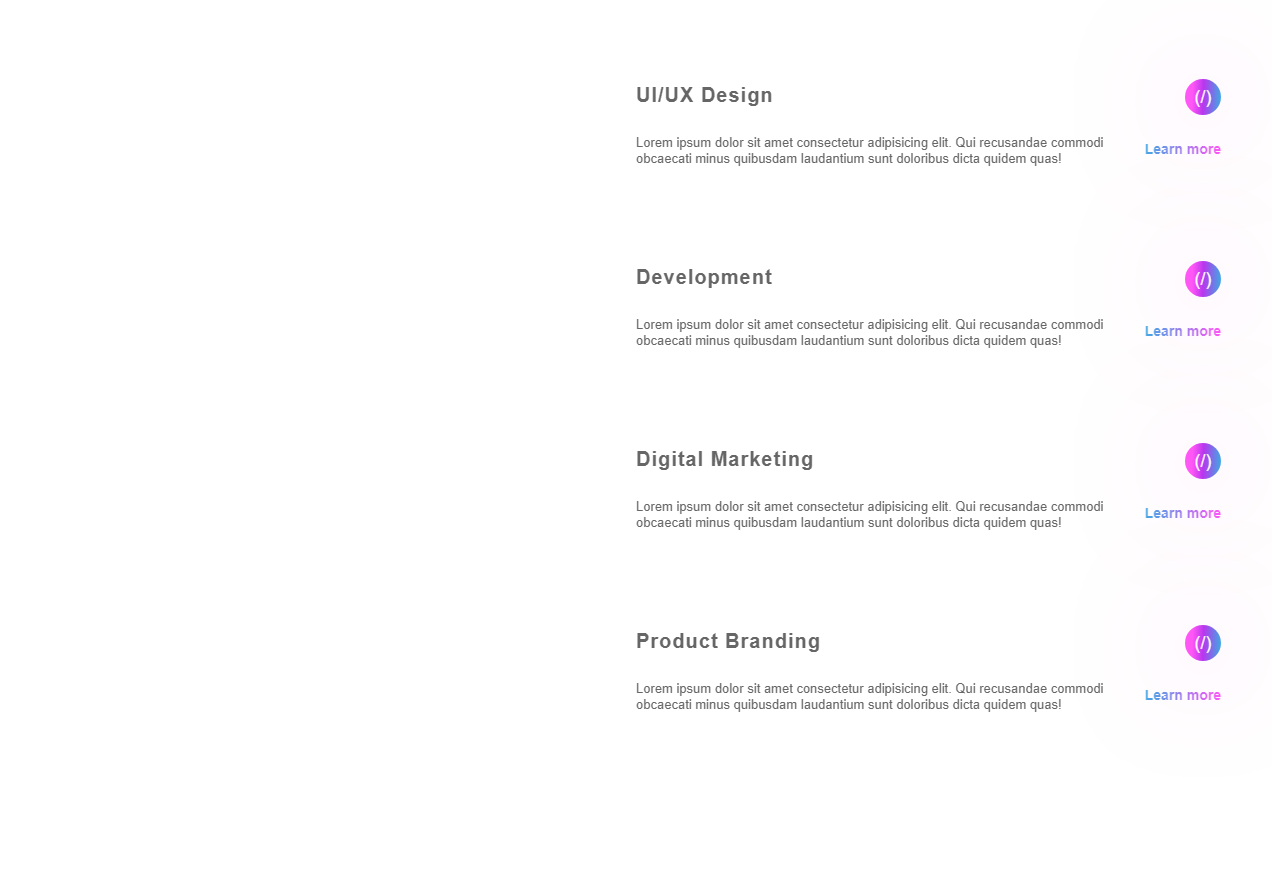 UI/UX Design
(/)
Lorem ipsum dolor sit amet consectetur adipisicing elit. Qui recusandae commodi
obcaecati minus quibusdam laudantium sunt doloribus dicta quidem quas!
Learn more
Development
(/)
Lorem ipsum dolor sit amet consectetur adipisicing elit. Qui recusandae commodi
obcaecati minus quibusdam laudantium sunt doloribus dicta quidem quas!
Learn more
Digital Marketing
(/)
Lorem ipsum dolor sit amet consectetur adipisicing elit. Qui recusandae commodi
obcaecati minus quibusdam laudantium sunt doloribus dicta quidem quas!
Learn more
Product Branding
(/)
Lorem ipsum dolor sit amet consectetur adipisicing elit. Qui recusandae commodi
obcaecati minus quibusdam laudantium sunt doloribus dicta quidem quas!
Learn more